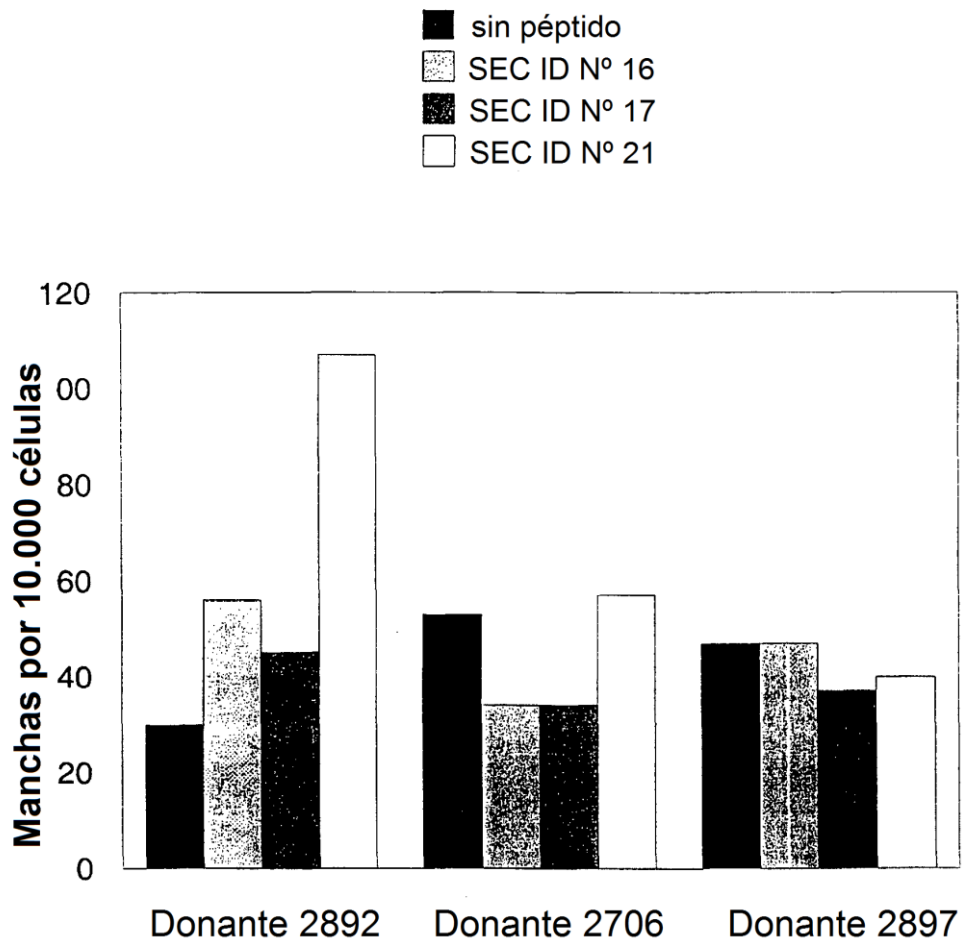 sin péptido
SEC ID Nº 16
SEC ID Nº 17
SEC ID Nº 21
Manchas por 10.000 células
120
00
80
60
40
20
0
Donante 2892
Donante 2706
Donante 2897